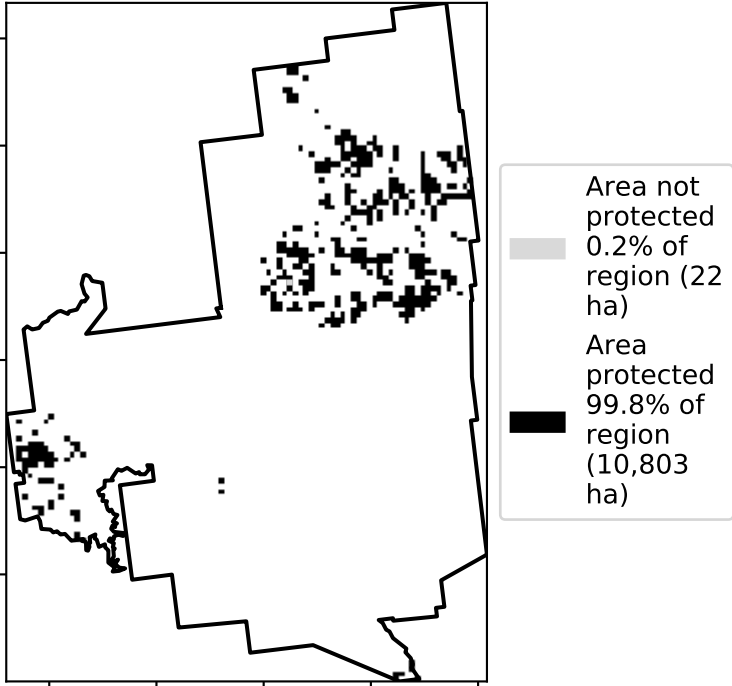 Area not
protected
0.2% of
region (22
ha)
Area
protected
99.8% of
region
(10,803
ha)